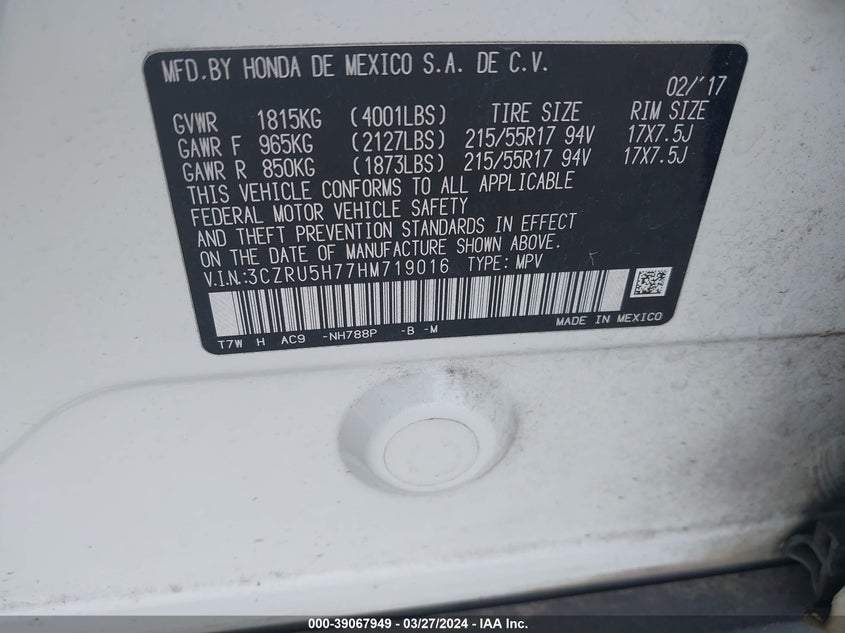 MFD.BY HONDA DE MEXICO S.A. DE C.V.
02/'17
GVWR 1815KG (4001LBS) TIRE SIZE RIM SIZE
GAWR F 965KG (2127LBS) 215/55R17 94V 17X7.5J
GAWR R 850KG (1873LBS) 215/55R17 94V 17X7.5J
THIS VEHICLE CONFORMS TO ALL APPLICABLE
FEDERAL MOTOR VEHICLE SAFETY
AND THEFT PREVENTION STANDARDS IN EFFECT
ON THE DATE OF MANUFACTURE SHOWN ABOVE.
V.I.N.:3CZRU5H77HM719016 TYPE: MPV
T7W H AC9 -NH788P -B -M MADE IN MEXICO
000-39067949 - 03/27/2024 - IAA Inc.